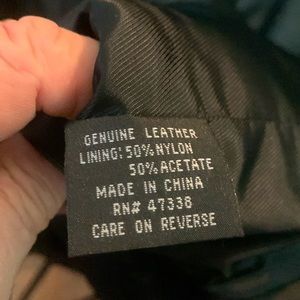 GENUINE LEATHER
LINING: 50% NYLON
50% ACETATE
MADE IN CHINA
RN# 47338
CARE ON REVERSE